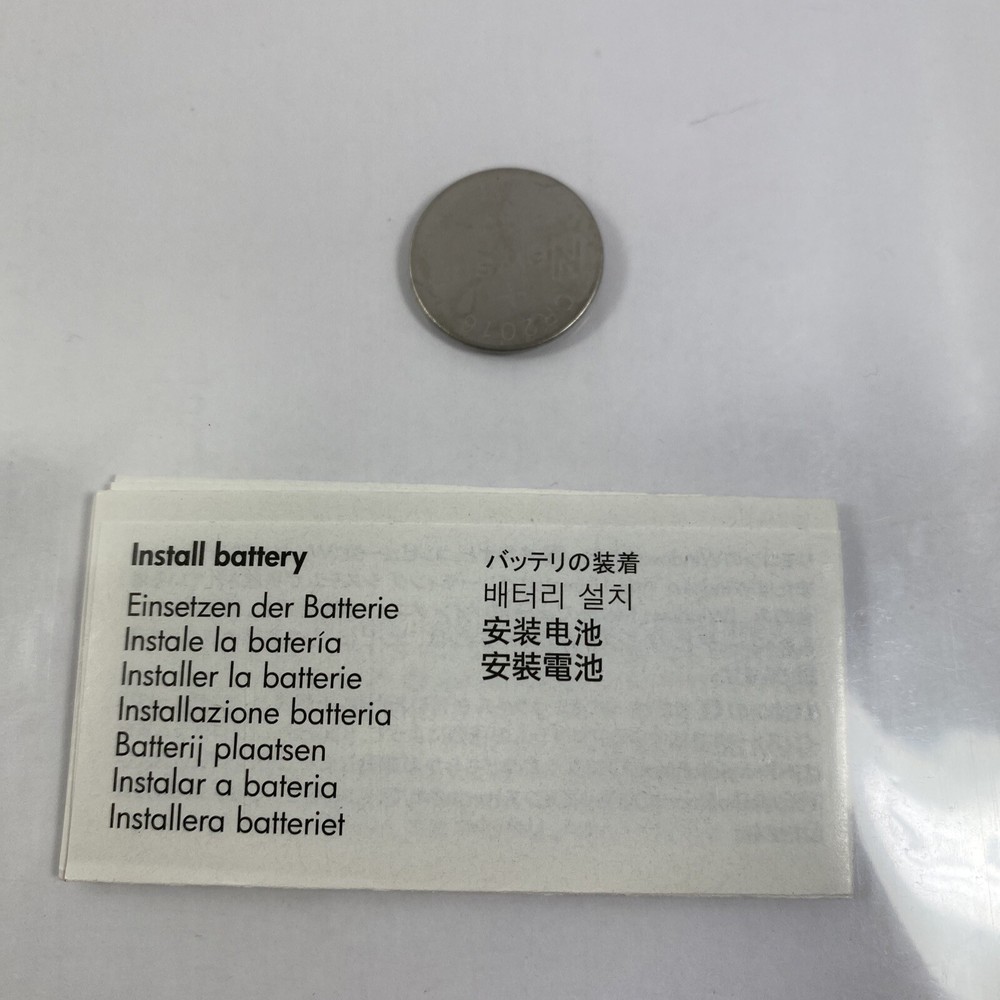 Install battery
Einsetzen der Batterie
Instale la batería
Installer la batterie
Installazione batteria
Batterij plaatsen
Instalar a bateria
Installera batteriet
バッテリの装着
배터리 설치
安装电池
安裝電池